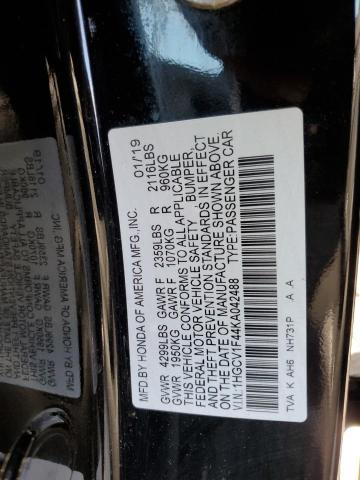 MFD.BY HONDA OF AMERICA MFG.,INC. 01/19
GVWR 4299LBS GAWR F 2359LBS R 2116LBS
GVWR 1950KG GAWR F 1070KG R 960KG
THIS VEHICLE CONFORMS TO ALL APPLICABLE
FEDERAL MOTOR VEHICLE SAFETY BUMPER,
AND THEFT PREVENTION STANDARDS IN EFFECT
ON THE DATE OF MANUFACTURE SHOWN ABOVE.
V.I.N. 1HGCV1F44KA042488 TYPE-PASSENGER CAR
TVA K AH6 NH731P A A